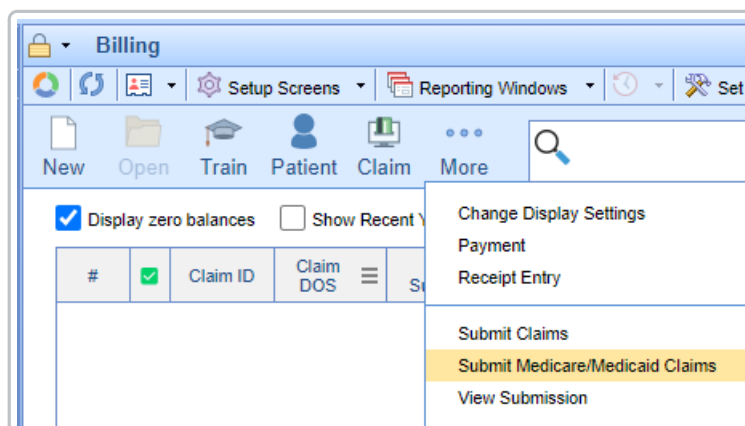 Billing
Setup Screens Reporting Windows Set
New Open Train Patient Claim More
Display zero balances Show Recent
# Claim ID Claim DOS
Change Display Settings
Payment
Receipt Entry
Submit Claims
Submit Medicare/Medicaid Claims
View Submission